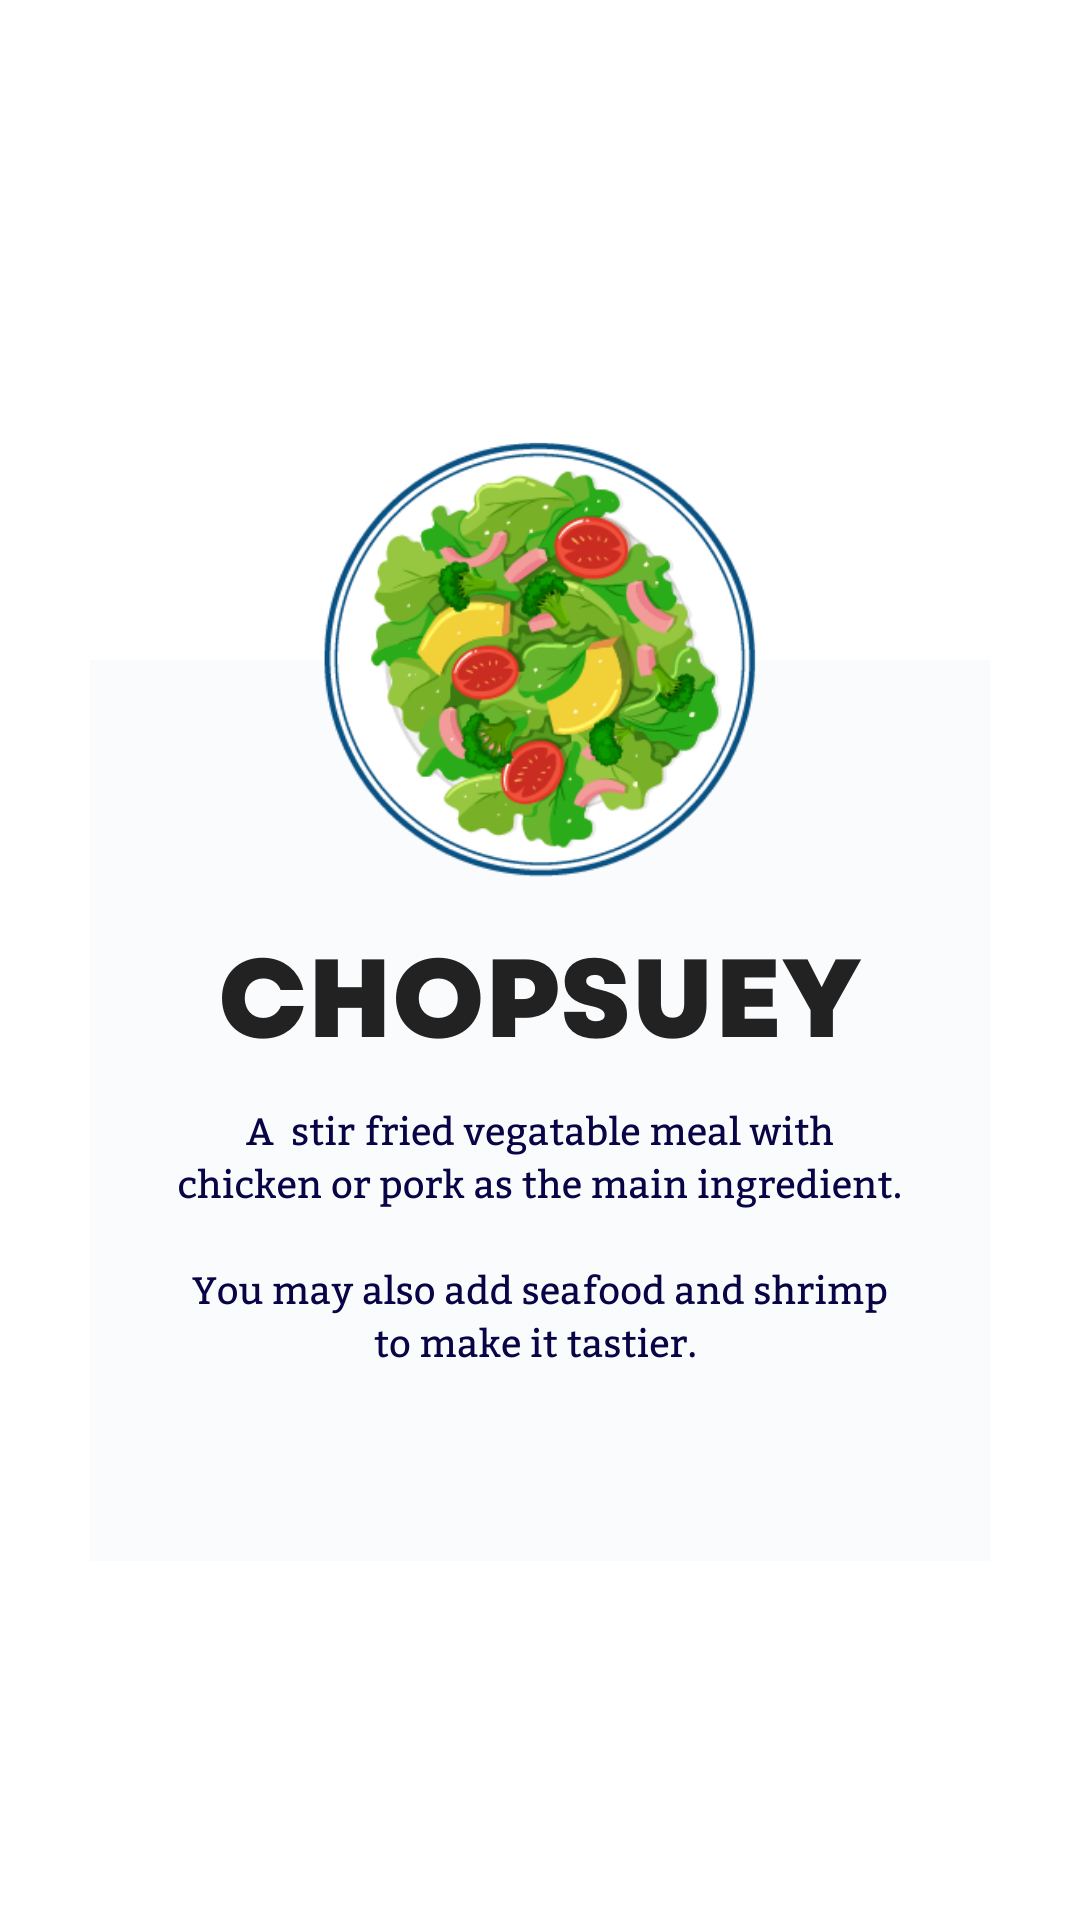 CHOPSUEY
A  stir fried vegatable meal with
chicken or pork as the main ingredient.
You may also add seafood and shrimp
to make it tastier.